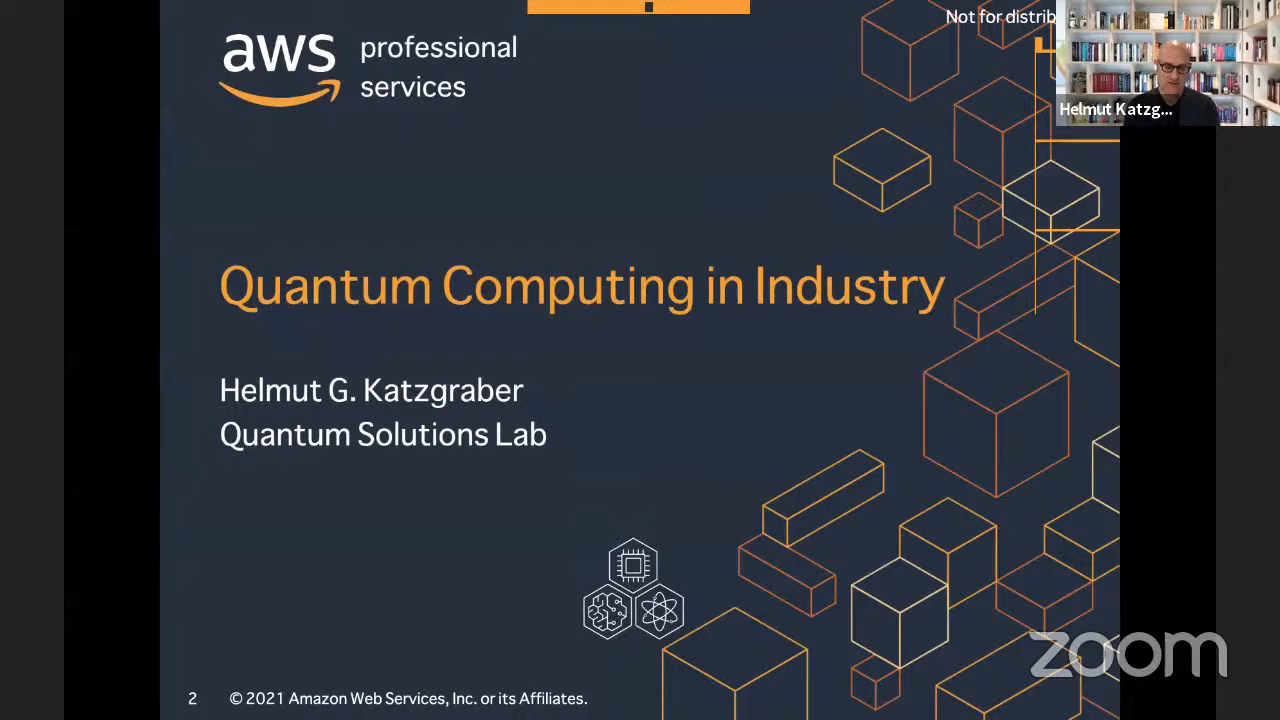 Not for distrib
aws professional
services
Helmut Katzg...
Quantum Computing in Industry
Helmut G. Katzgraber
Quantum Solutions Lab
zoom
2 © 2021 Amazon Web Services, Inc. or its Affiliates.